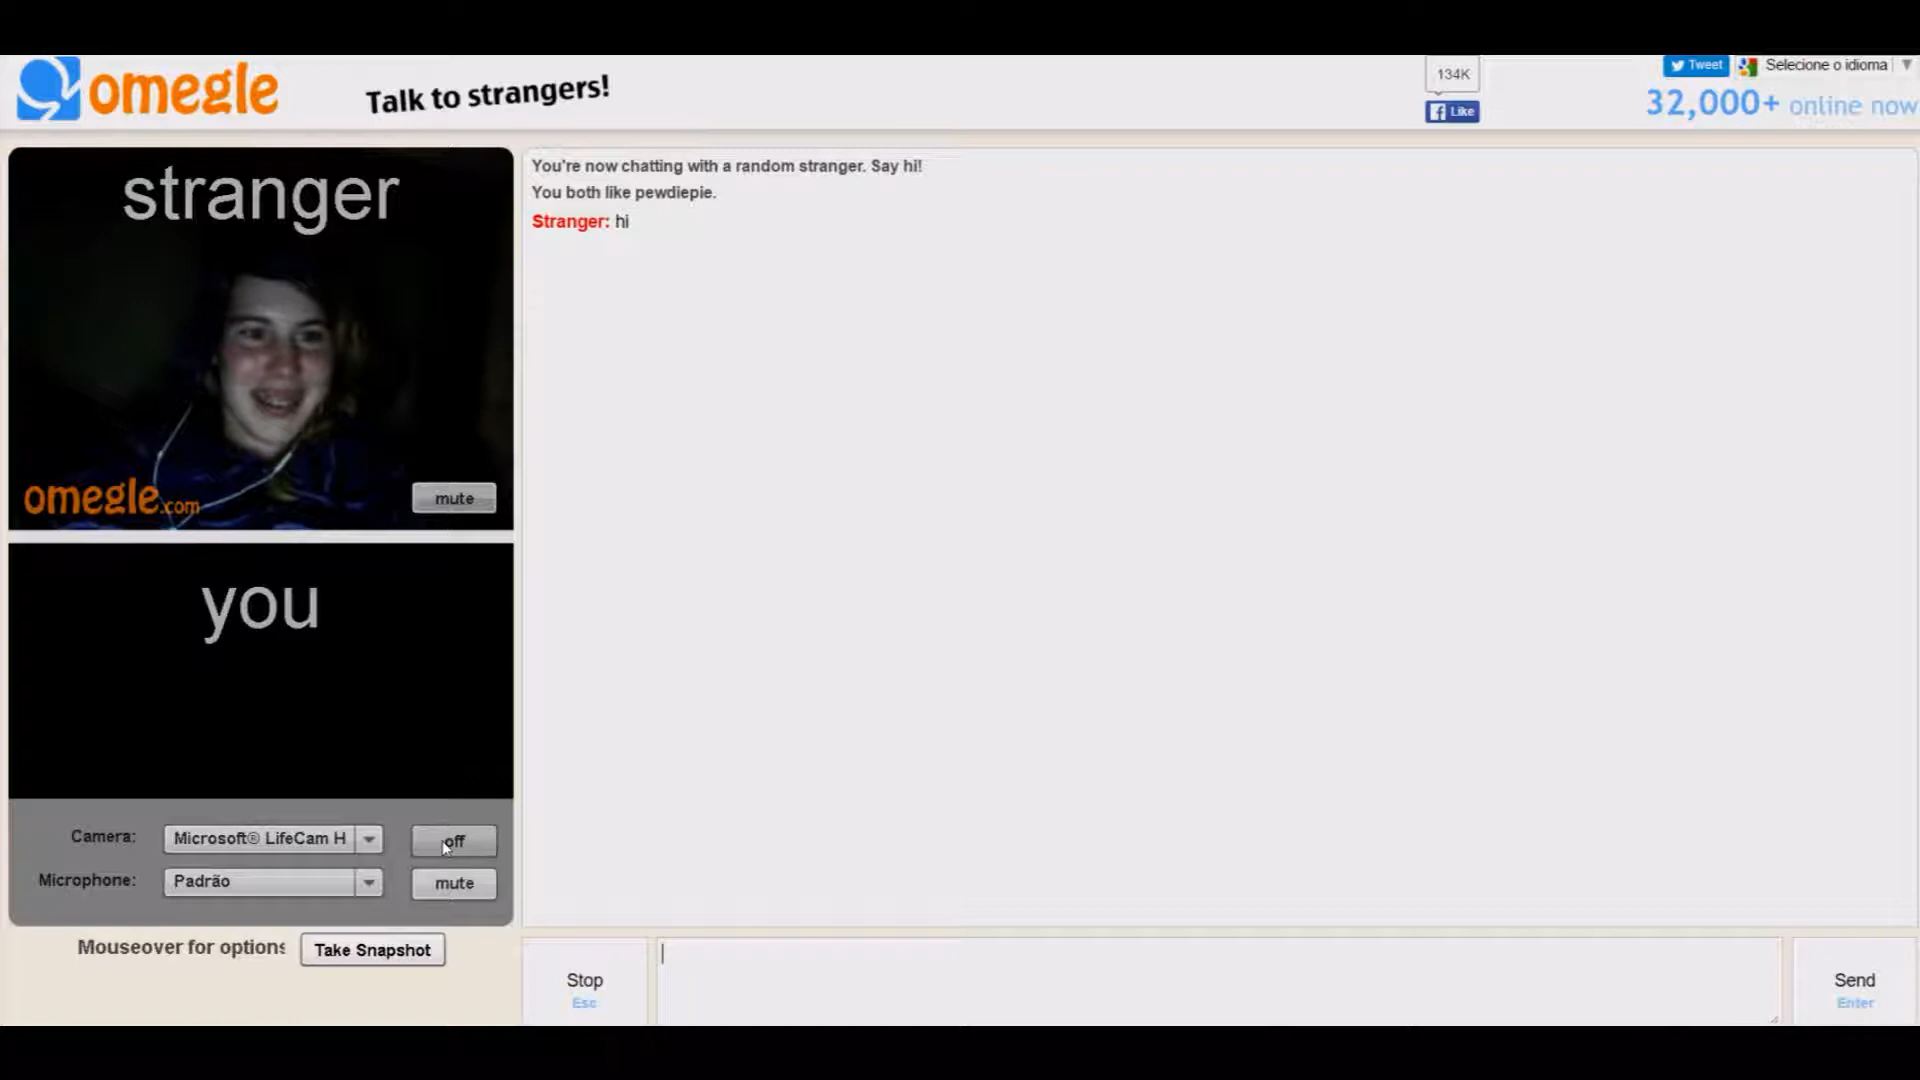 omegle
Talk to strangers!
134K
Like
Tweet
Selecione o idioma
32,000+ online now
stranger
omegle.com
mute
you
Camera:
Microsoft® LifeCam H
off
Microphone:
Padrão
mute
Mouseover for options
Take Snapshot
You're now chatting with a random stranger. Say hi!
You both like pewdiepie.
Stranger: hi
Stop
Esc
Send
Enter